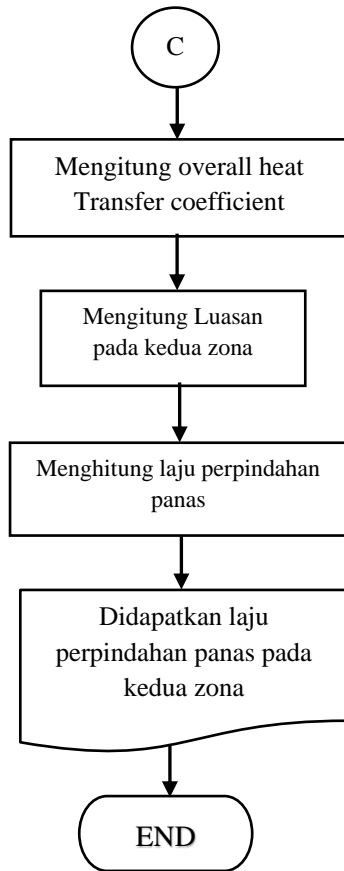 C
Mengitung overall heat
Transfer coefficient
Mengitung Luasan
pada kedua zona
Menghitung laju perpindahan
panas
Didapatkan laju
perpindahan panas pada
kedua zona
END